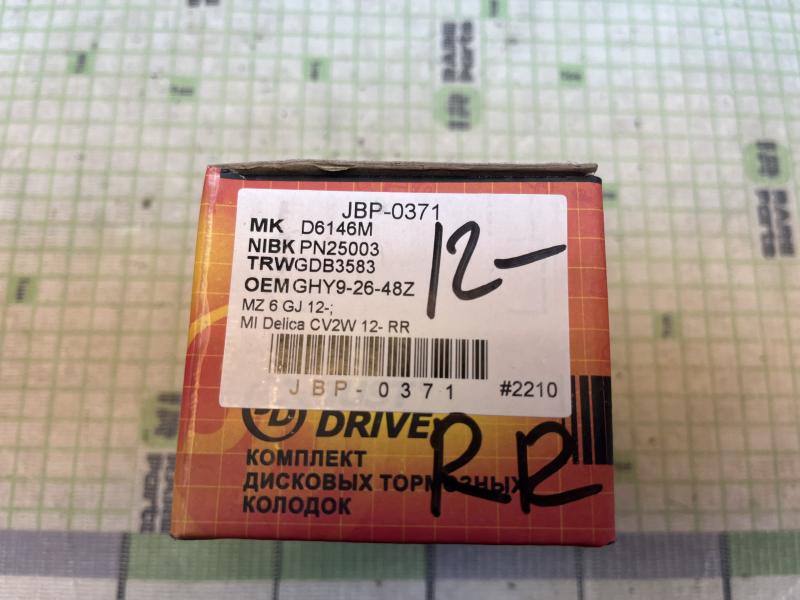 JBP-0371
MK D6146M
NIBK PN25003
TRW GDB3583
OEM GHY9-26-48Z
12-
MZ 6 GJ 12-;
MI Delica CV2W 12- RR
JBP-0371
#2210
DRIVE
RR
КОМПЛЕКТ
ДИСКОВЫХ ТОРМОЗНЫХ
КОЛОДОК